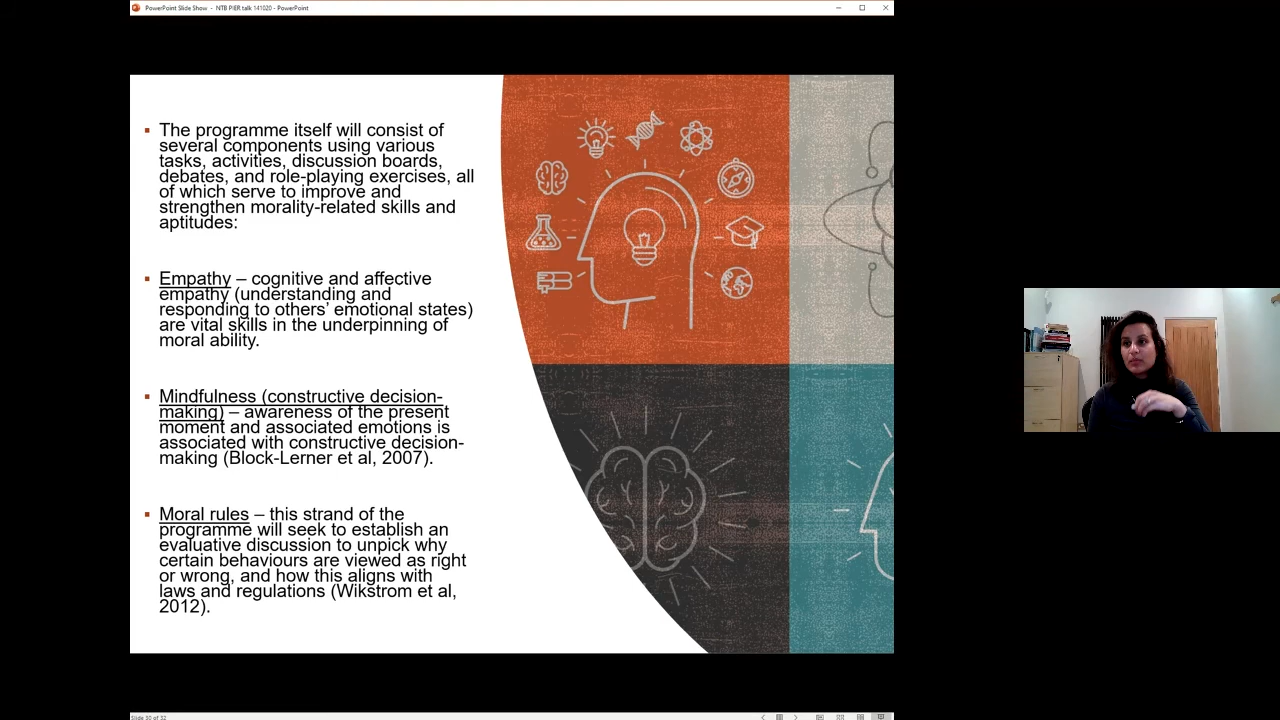 PowerPoint Slide Show - NTB PIER talk 141020 - PowerPoint
▪ The programme itself will consist of
several components using various
tasks, activities, discussion boards,
debates, and role-playing exercises, all
of which serve to improve and
strengthen morality-related skills and
aptitudes:
▪ Empathy – cognitive and affective
empathy (understanding and
responding to others’ emotional states)
are vital skills in the underpinning of
moral ability.
▪ Mindfulness (constructive decision-
making) – awareness of the present
moment and associated emotions is
associated with constructive decision-
making (Block-Lerner et al, 2007).
▪ Moral rules – this strand of the
programme will seek to establish an
evaluative discussion to unpick why
certain behaviours are viewed as right
or wrong, and how this aligns with
laws and regulations (Wikstrom et al,
2012).
Slide 30 of 32